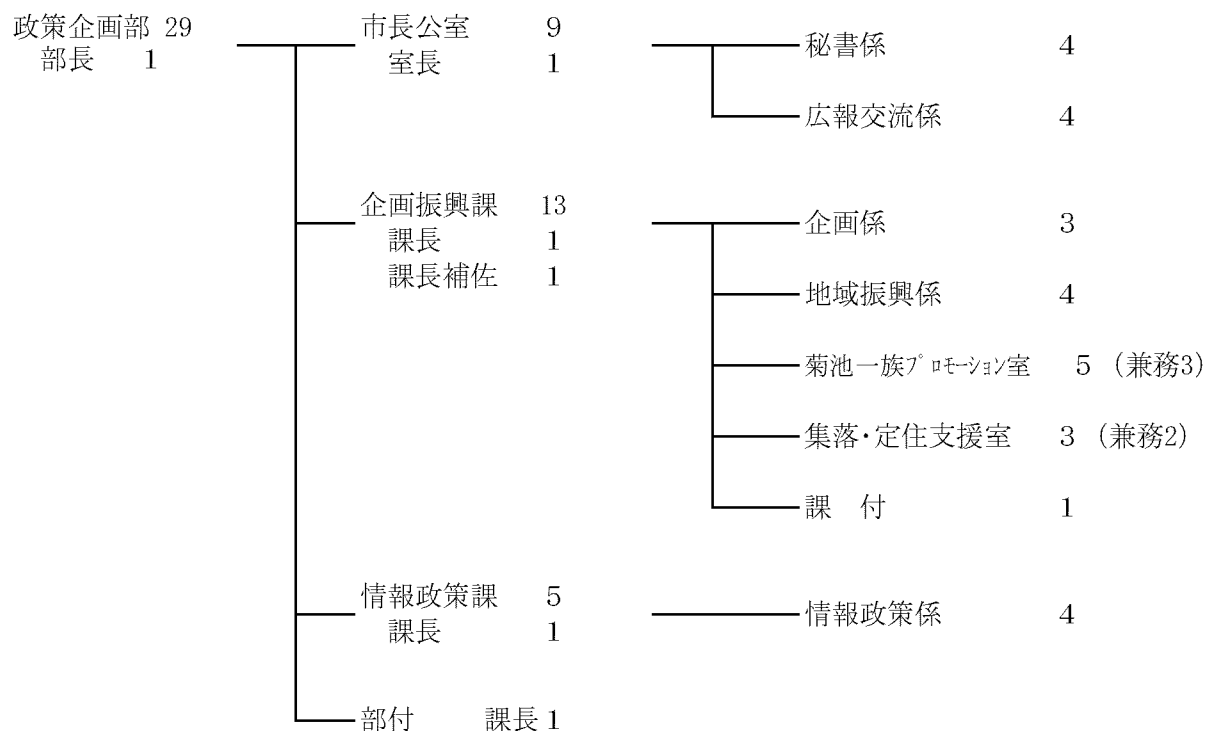 政策企画部 29
部長 1
市長公室 9
室長 1
秘書係 4
広報交流係 4
企画振興課 13
課長 1
課長補佐 1
企画係 3
地域振興係 4
菊池一族ﾌﾟﾛﾓｰｼｮﾝ室 5 (兼務3)
集落・定住支援室 3 (兼務2)
課 付 1
情報政策課 5
課長 1
情報政策係 4
部付 課長 1